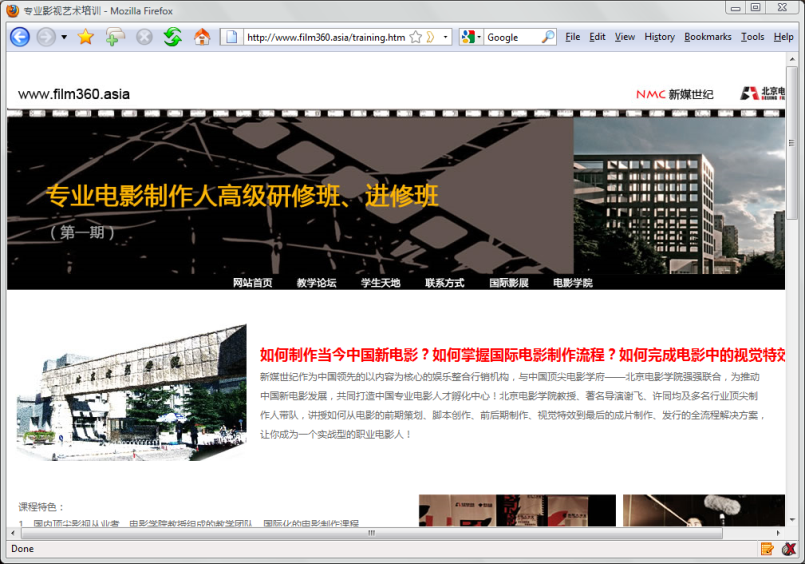 专业影视艺术培训 - Mozilla Firefox
http://www.film360.asia/training.htm
Google
File Edit View History Bookmarks Tools Help
www.film360.asia
NMC 新媒世纪
北京电
专业电影制作人高级研修班、进修班
（第一期）
网站首页 教学论坛 学生天地 联系方式 国际影展 电影学院
如何制作当今中国新电影？如何掌握国际电影制作流程？如何完成电影中的视觉特效
新媒世纪作为中国领先的以内容为核心的娱乐整合行销机构，与中国顶尖电影学府——北京电影学院强强联合，为推动
中国新电影发展，共同打造中国专业电影人才孵化中心！北京电影学院教授、著名导演谢飞、许同均及多名行业顶尖制
作人带队，讲授如何从电影的前期策划、脚本创作、前后期制作、视觉特效到最后的成片制作、发行的全流程解决方案，
让你成为一个实战型的职业电影人！
课程特色：
1、国内顶尖影视从业者、电影学院教授组成的教学团队，国际化的电影制作课程
Done